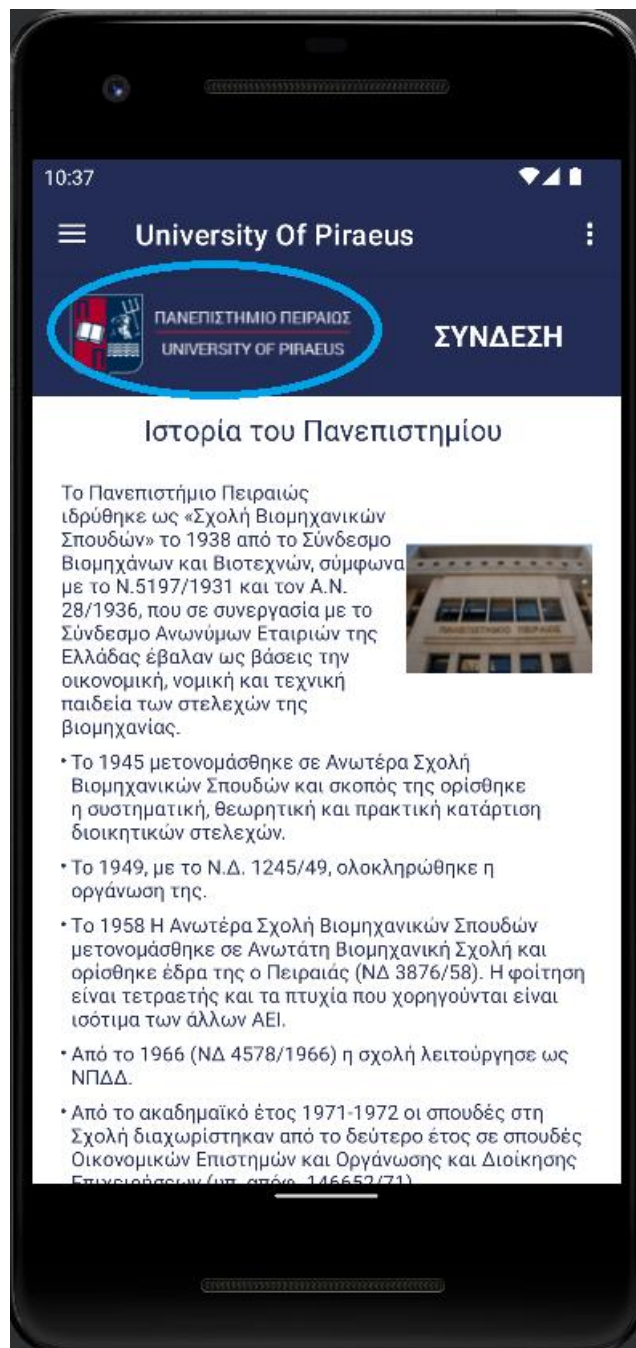 10:37
University Of Piraeus
ΠΑΝΕΠΙΣΤΗΜΙΟ ΠΕΙΡΑΙΩΣ
UNIVERSITY OF PIRAEUS
ΣΥΝΔΕΣΗ
Ιστορία του Πανεπιστημίου
Το Πανεπιστήμιο Πειραιώς
ιδρύθηκε ως «Σχολή Βιομηχανικών
Σπουδών» το 1938 από το Σύνδεσμο
Βιομηχάνων και Βιοτεχνών, σύμφωνα
με το Ν.5197/1931 και τον Α.Ν.
28/1936, που σε συνεργασία με το
Σύνδεσμο Ανωνύμων Εταιριών της
Ελλάδας έβαλαν ως βάσεις την
οικονομική, νομική και τεχνική
παιδεία των στελεχών της
βιομηχανίας.
ΠΑΝΕΠΙΣΤΗΜΙΟ ΠΕΙΡΑΙΩΣ
• Το 1945 μετονομάσθηκε σε Ανωτέρα Σχολή
Βιομηχανικών Σπουδών και σκοπός της ορίσθηκε
η συστηματική, θεωρητική και πρακτική κατάρτιση
διοικητικών στελεχών.
• Το 1949, με το Ν.Δ. 1245/49, ολοκληρώθηκε η
οργάνωση της.
• Το 1958 Η Ανωτέρα Σχολή Βιομηχανικών Σπουδών
μετονομάσθηκε σε Ανωτάτη Βιομηχανική Σχολή και
ορίσθηκε έδρα της ο Πειραιάς (ΝΔ 3876/58). Η φοίτηση
είναι τετραετής και τα πτυχία που χορηγούνται είναι
ισότιμα των άλλων ΑΕΙ.
• Από το 1966 (ΝΔ 4578/1966) η σχολή λειτούργησε ως
ΝΠΔΔ.
• Από το ακαδημαϊκό έτος 1971-1972 οι σπουδές στη
Σχολή διαχωρίστηκαν από το δεύτερο έτος σε σπουδές
Οικονομικών Επιστημών και Οργάνωσης και Διοίκησης
Επιχειρήσεων (υπ. απόφ. 146652/71)